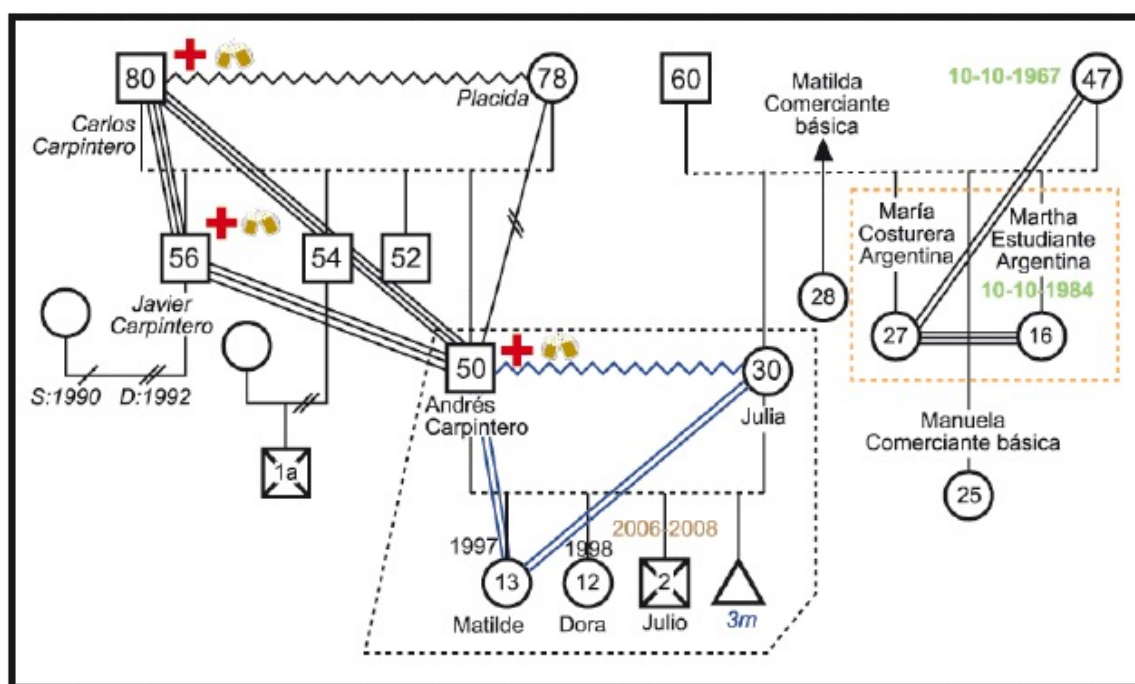 80
78
60
47
10-10-1967
Matilda
Comerciante
básica
Placida
Carlos
Carpintero
María
Costurera
Argentina
Martha
Estudiante
Argentina
10-10-1984
56
54
52
28
27
16
Javier
Carpintero
S:1990
D:1992
50
30
Andrés
Carpintero
Julia
Manuela
Comerciante básica
25
1a
1997
1998
2006-2008
13
12
2
Matilde
Dora
Julio
3m